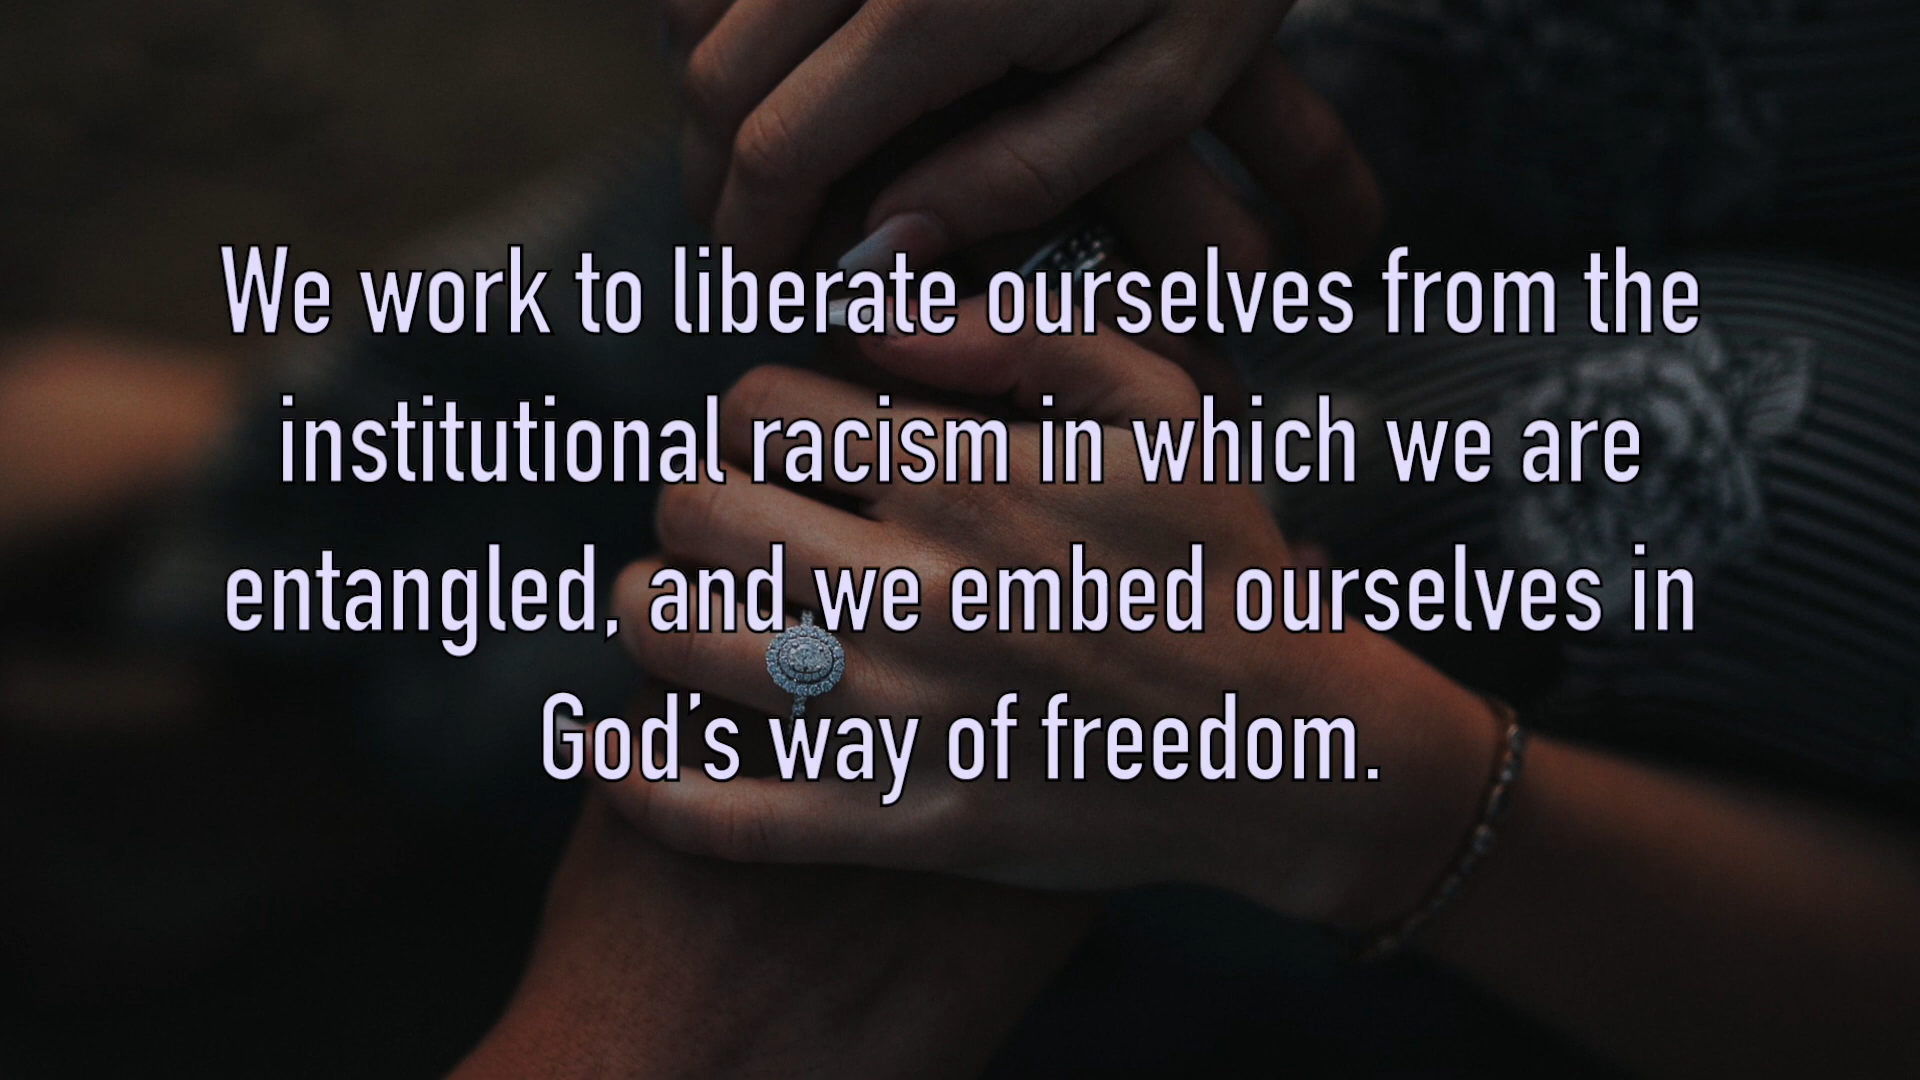 We work to liberate ourselves from the
institutional racism in which we are
entangled, and we embed ourselves in
God’s way of freedom.